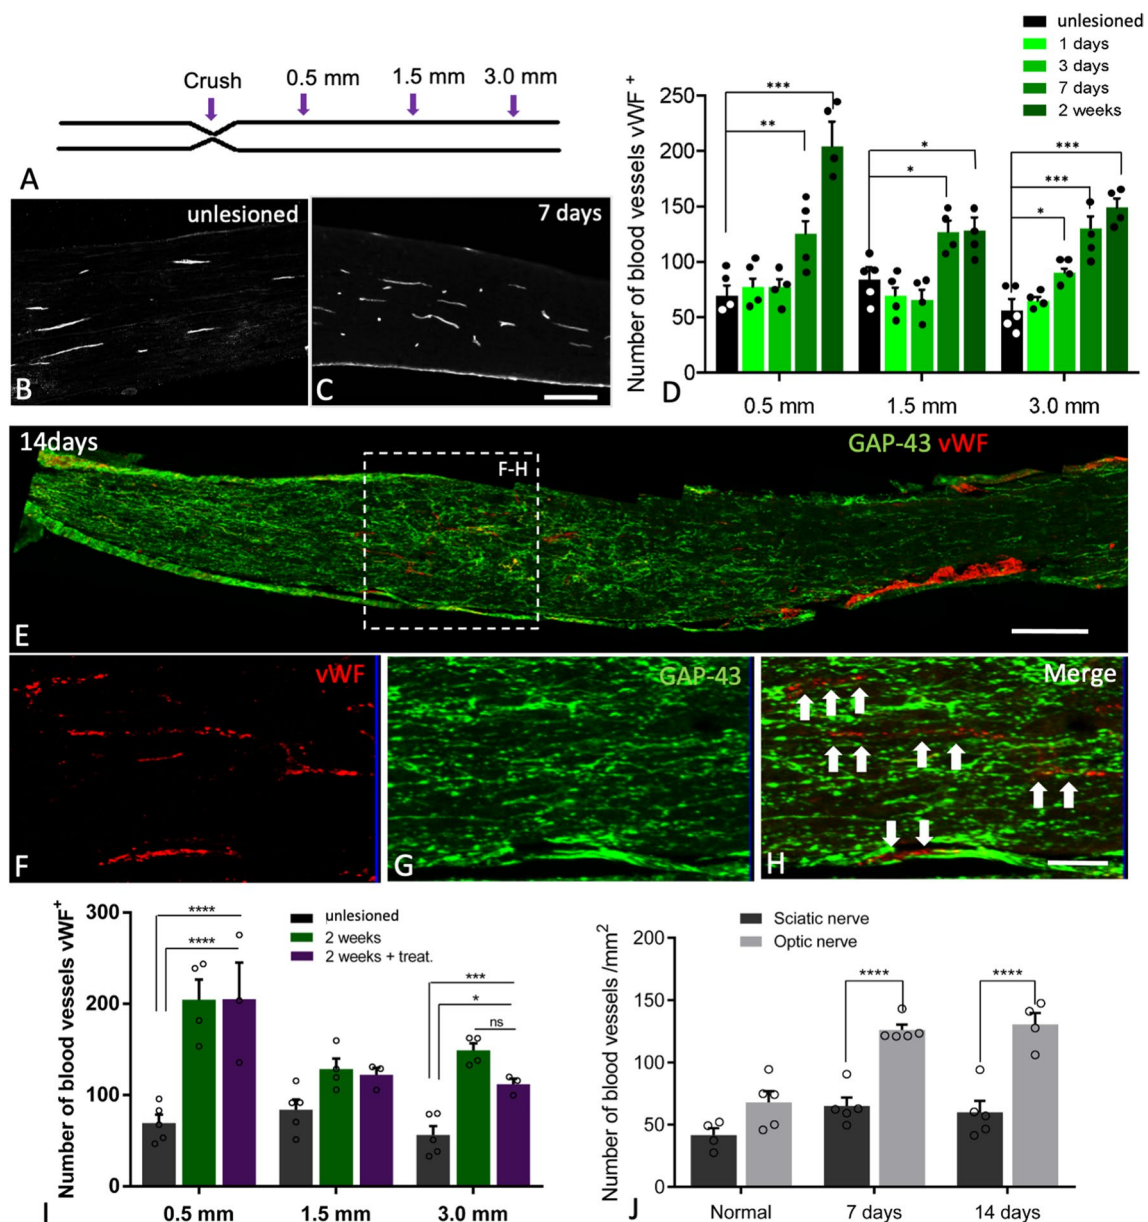 Crush 0.5 mm 1.5 mm 3.0 mm
A
unlesioned
B
7 days
C
unlesioned
1 days
3 days
7 days
2 weeks
Number of blood vessels vWF+
250
200
150
100
50
0
*** ** * * *** *** *
0.5 mm 1.5 mm 3.0 mm
D
14days
GAP-43 vWF
F-H
E
vWF
F
GAP-43
G
Merge
H
Number of blood vessels vWF+
300
200
100
0
unlesioned
2 weeks
2 weeks + treat.
****
****
***
*
ns
0.5 mm 1.5 mm 3.0 mm
I
Sciatic nerve
Optic nerve
Number of blood vessels /mm2
200
150
100
50
0
**** ****
Normal 7 days 14 days
J